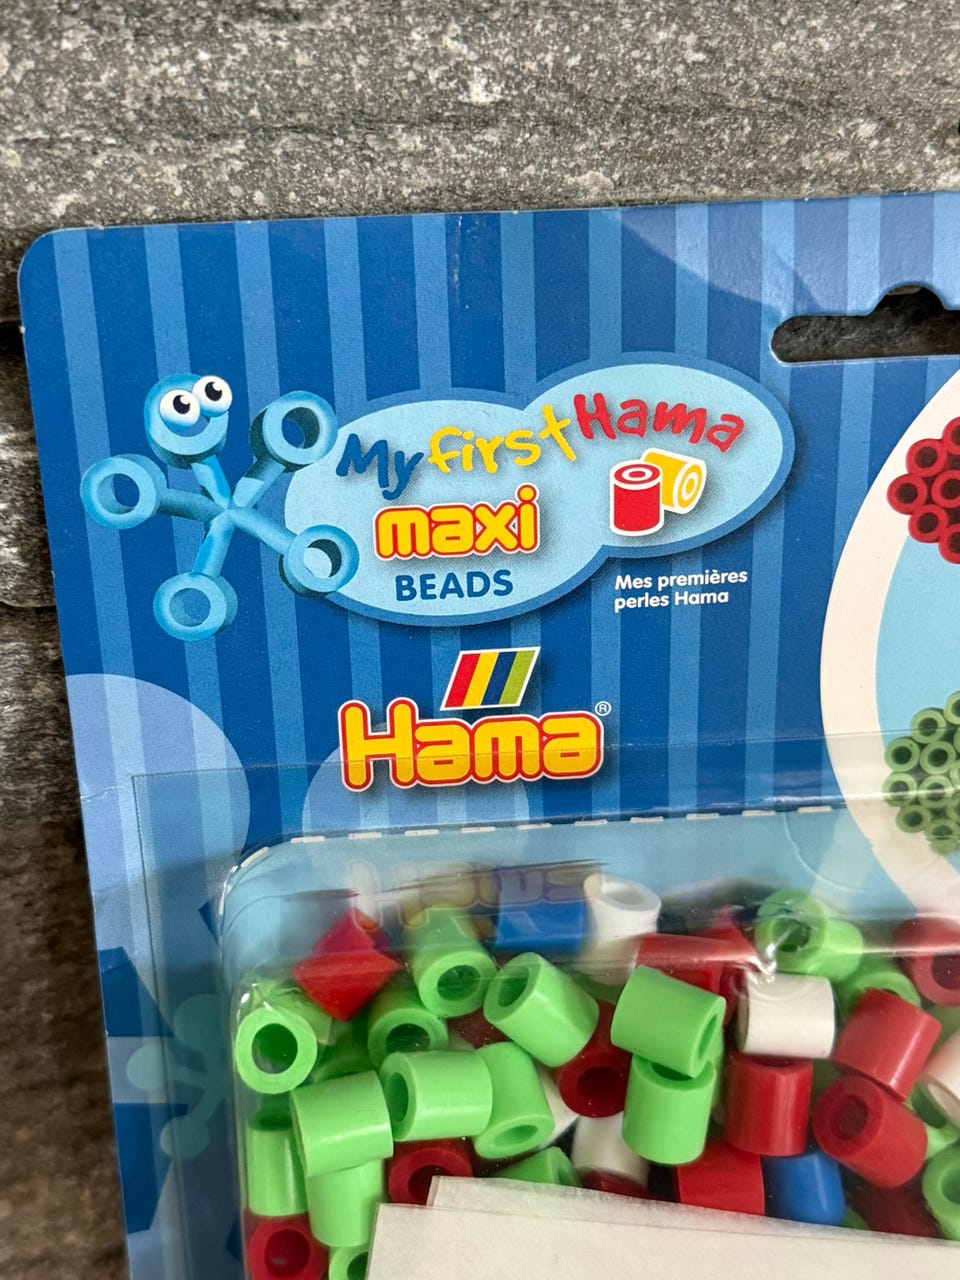 My first Hama
maxi
BEADS
Mes premières
perles Hama
Hama®